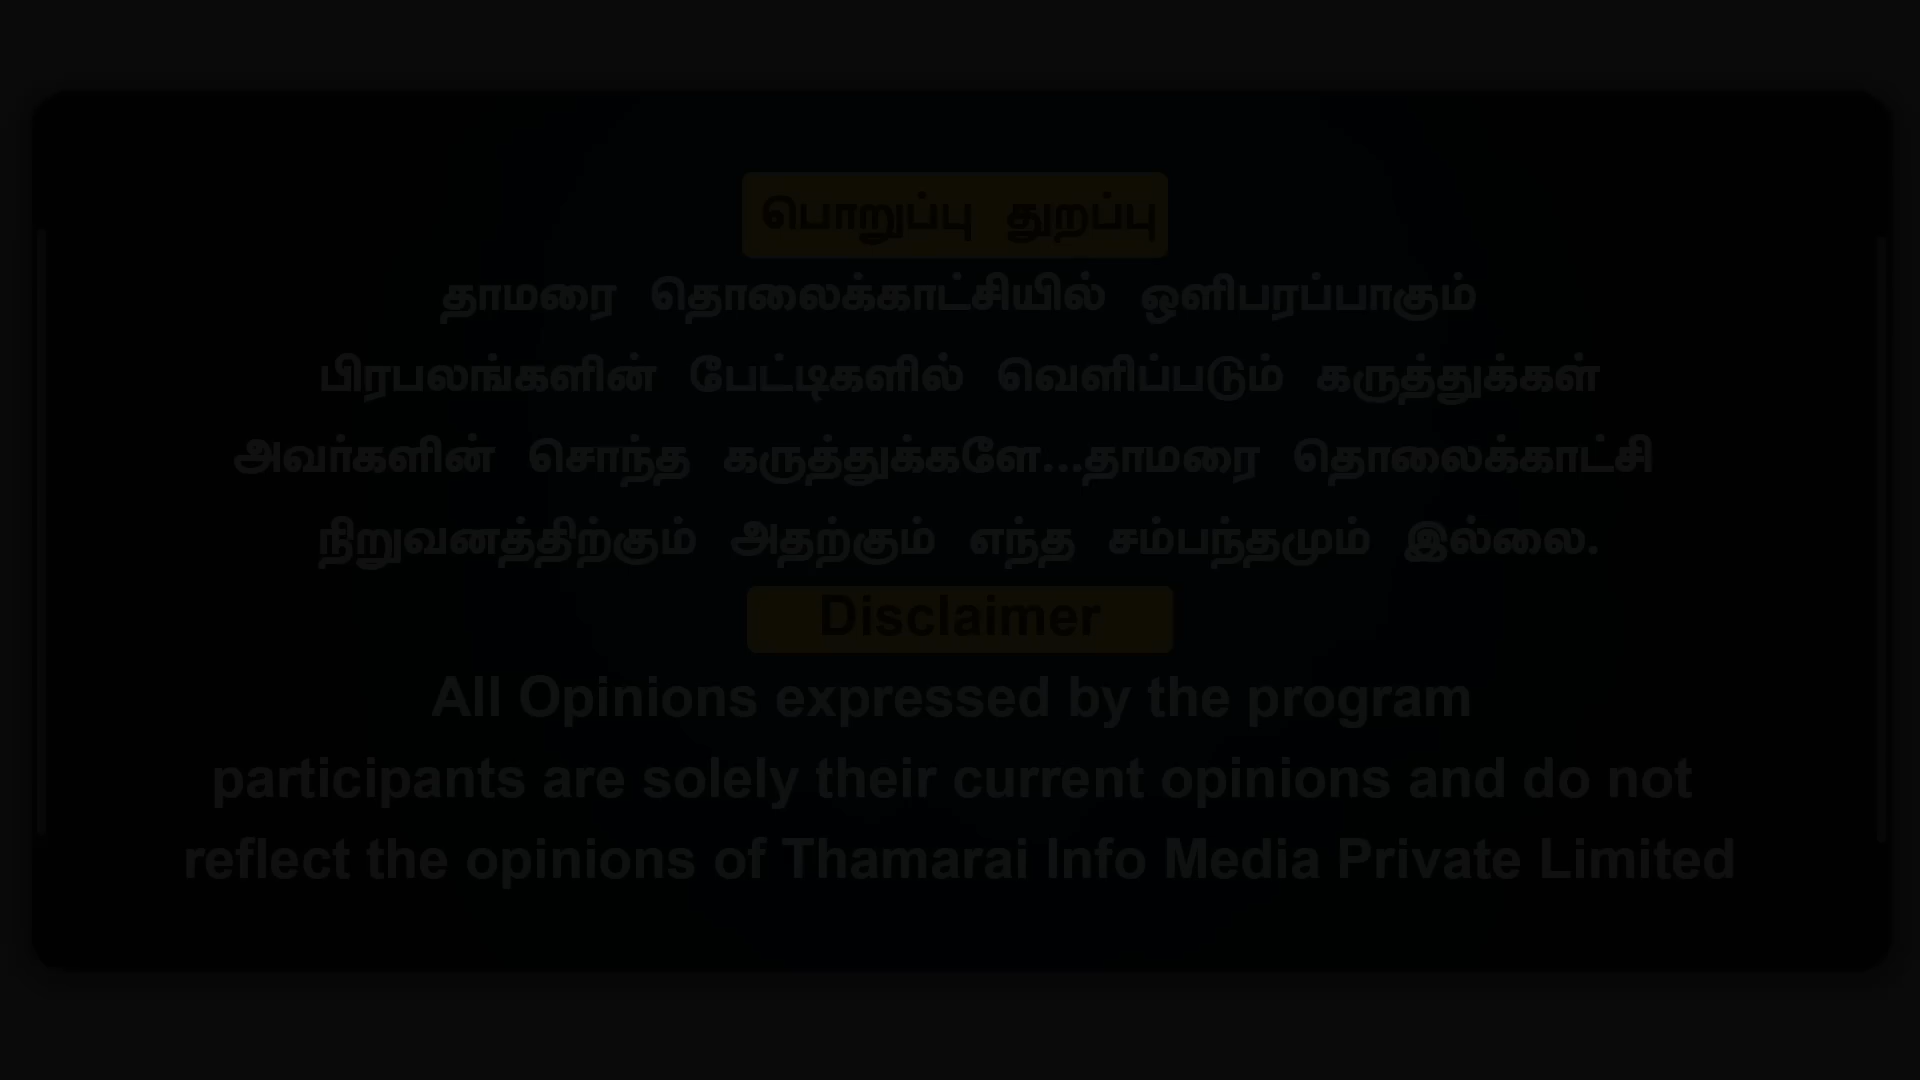 பொறுப்பு துறப்பு
தாமரை தொலைக்காட்சியில் ஒளிபரப்பாகும்
பிரபலங்களின் பேட்டிகளில் வெளிப்படும் கருத்துக்கள்
அவர்களின் சொந்த கருத்துக்களே...தாமரை தொலைக்காட்சி
நிறுவனத்திற்கும் அதற்கும் எந்த சம்பந்தமும் இல்லை.
Disclaimer
All Opinions expressed by the program
participants are solely their current opinions and do not
reflect the opinions of Thamarai Info Media Private Limited